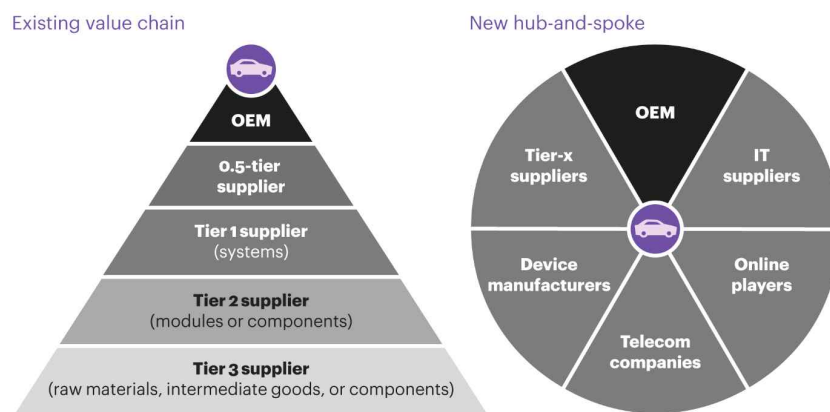 Existing value chain
OEM
0.5-tier
supplier
Tier 1 supplier
(systems)
Tier 2 supplier
(modules or components)
Tier 3 supplier
(raw materials, intermediate goods, or components)
New hub-and-spoke
OEM
Tier-x
suppliers
IT
suppliers
Device
manufacturers
Online
players
Telecom
companies